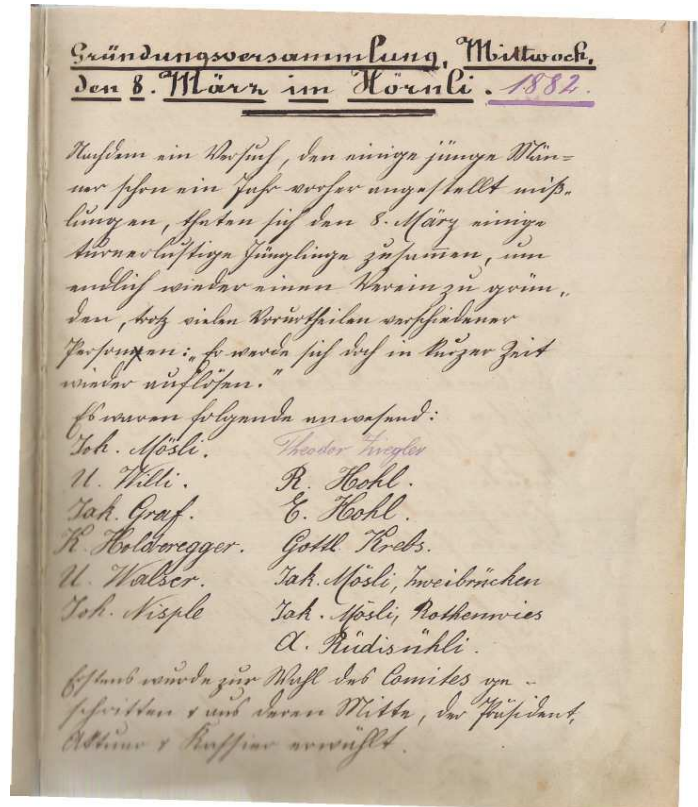 Gründungsversammlung, Mittwoch,
den 8. März im Hörnli. 1882.
Nachdem ein Versuch, den einige junge Män=
ner schon ein Jahr vorher angestellt miß-
lungen, thaten sich den 8. März einige
turnerlustige Jünglinge zusammen, um
endlich wieder einen Verein zu grün-
den, trotz vielen Vorurtheilen verschiedener
Personen: „Er werde sich doch in kurzer Zeit
wieder auflösen."
Es waren folgende anwesend:
Joh. Mösli. Theodor Ziegler
U. Willi. R. Hohl.
Jak. Graf. E. Hohl.
K. Holderegger. Gottl. Krebs.
U. Walser. Jak. Mösli, Zweibrücken
Joh. Nisple Jak. Mösli, Rothenwies
A. Rüdisühli.
Erstens wurde zur Wahl des Comites ge-
schritten & aus deren Mitte, der Präsident,
Aktuar & Kassier erwählt.